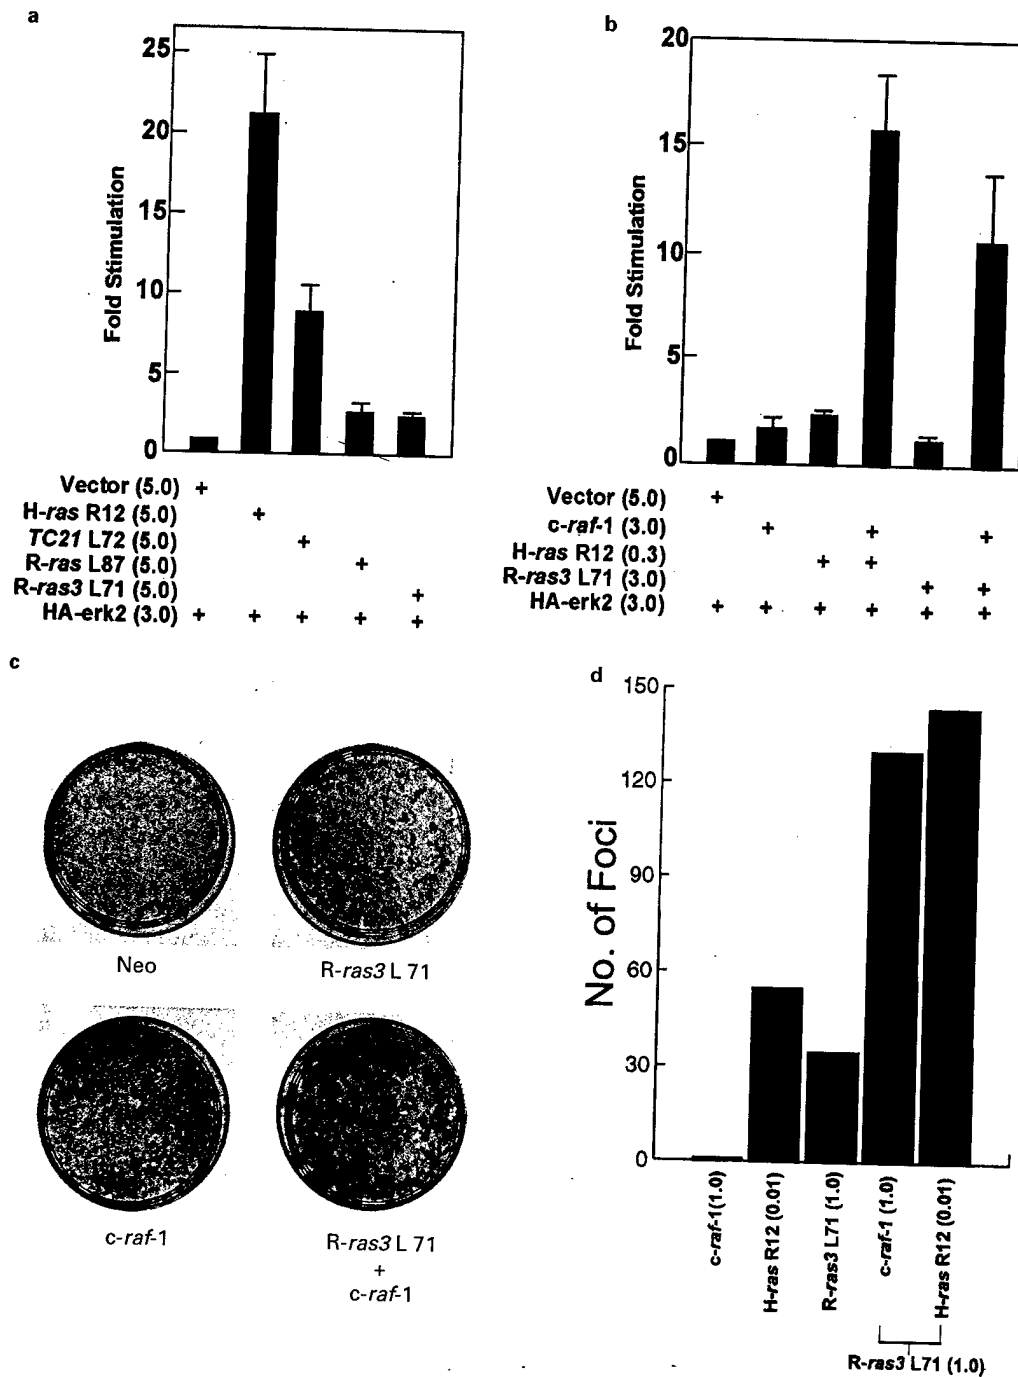 a
25
20
15
10
5
0
Fold Stimulation
Vector (5.0) +
H-ras R12 (5.0) +
TC21 L72 (5.0) +
R-ras L87 (5.0) +
R-ras3 L71 (5.0) +
HA-erk2 (3.0) + + + + +
b
20
15
10
5
0
Fold Stimulation
Vector (5.0) +
c-raf-1 (3.0) + + +
H-ras R12 (0.3) + +
R-ras3 L71 (3.0) + +
HA-erk2 (3.0) + + + + + +
c
Neo
R-ras3 L 71
c-raf-1
R-ras3 L 71
+
c-raf-1
d
150
120
90
60
30
0
No. of Foci
c-raf-1(1.0)
H-ras R12 (0.01)
R-ras3 L71 (1.0)
c-raf-1 (1.0)
H-ras R12 (0.01)
R-ras3 L71 (1.0)